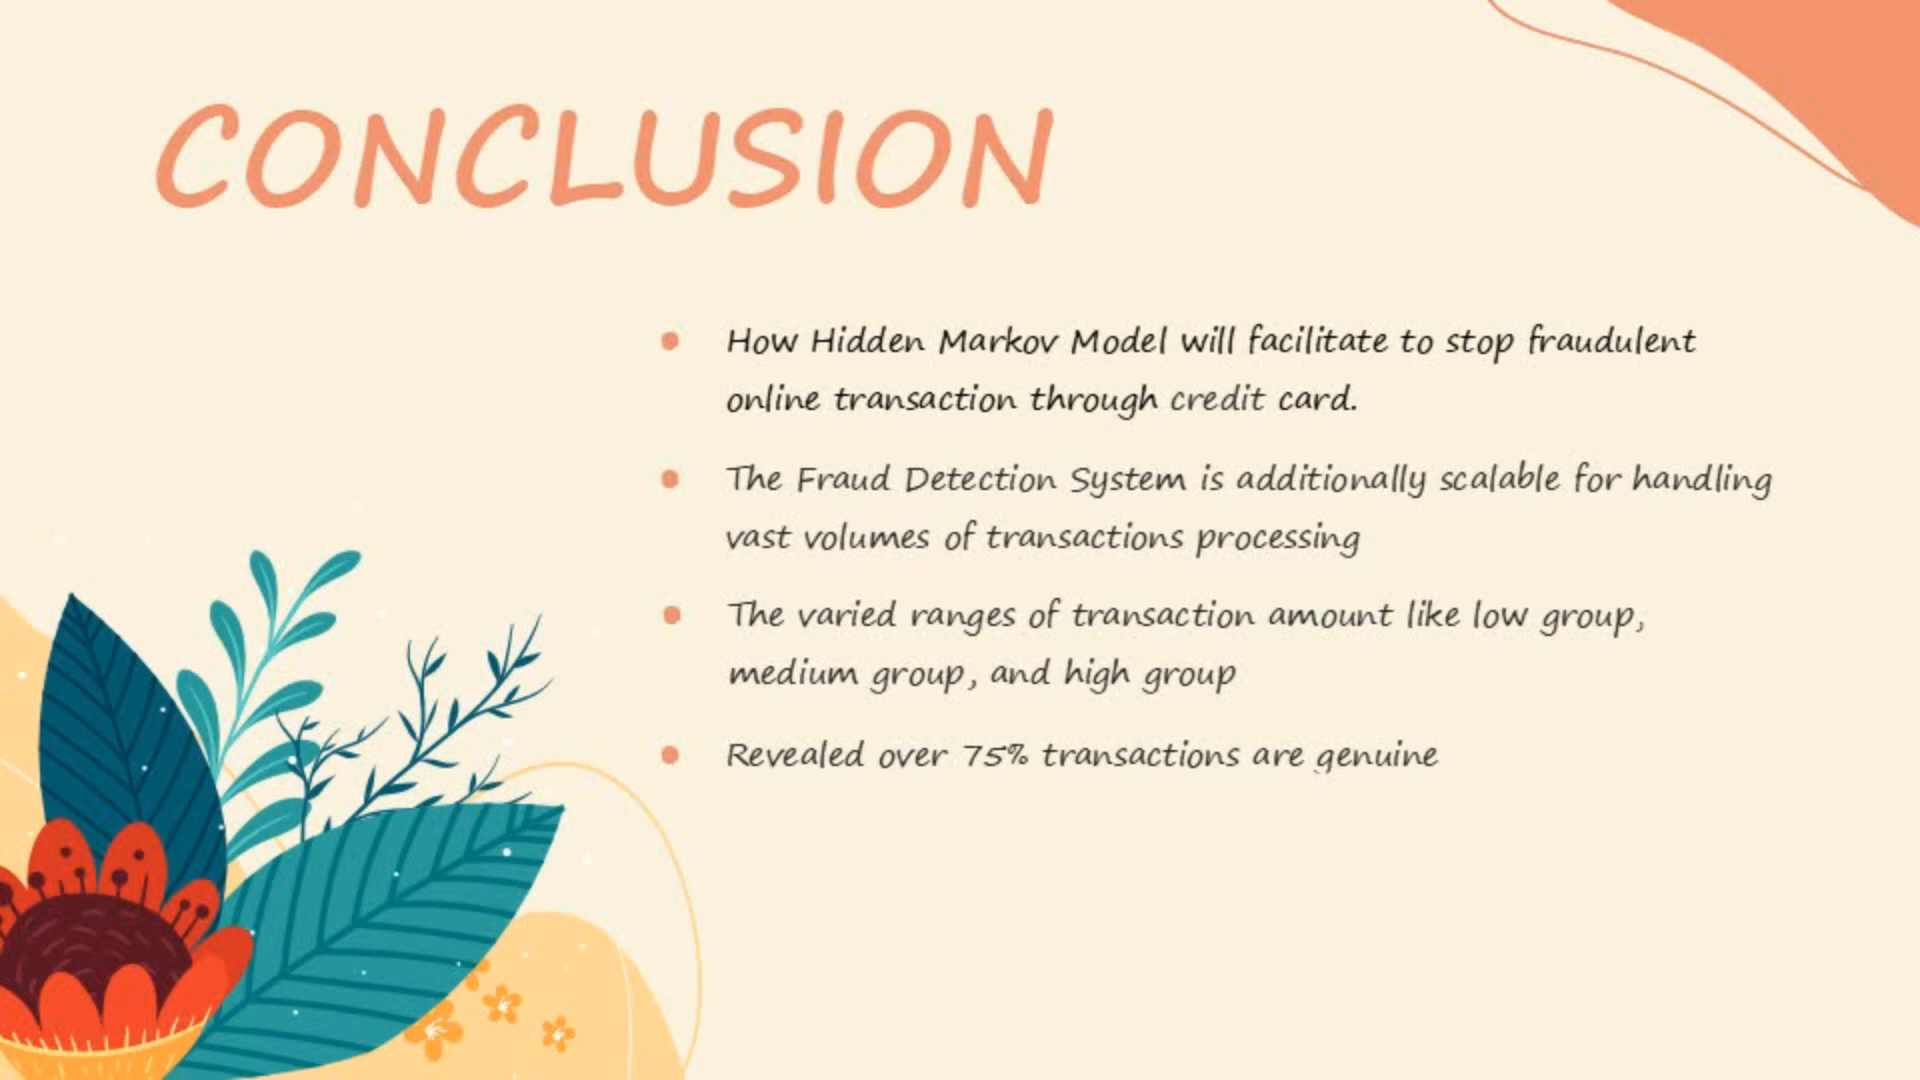 CONCLUSION
How Hidden Markov Model will facilitate to stop fraudulent
online transaction through credit card.
The Fraud Detection System is additionally scalable for handling
vast volumes of transactions processing
The varied ranges of transaction amount like low group,
medium group, and high group
Revealed over 75% transactions are genuine